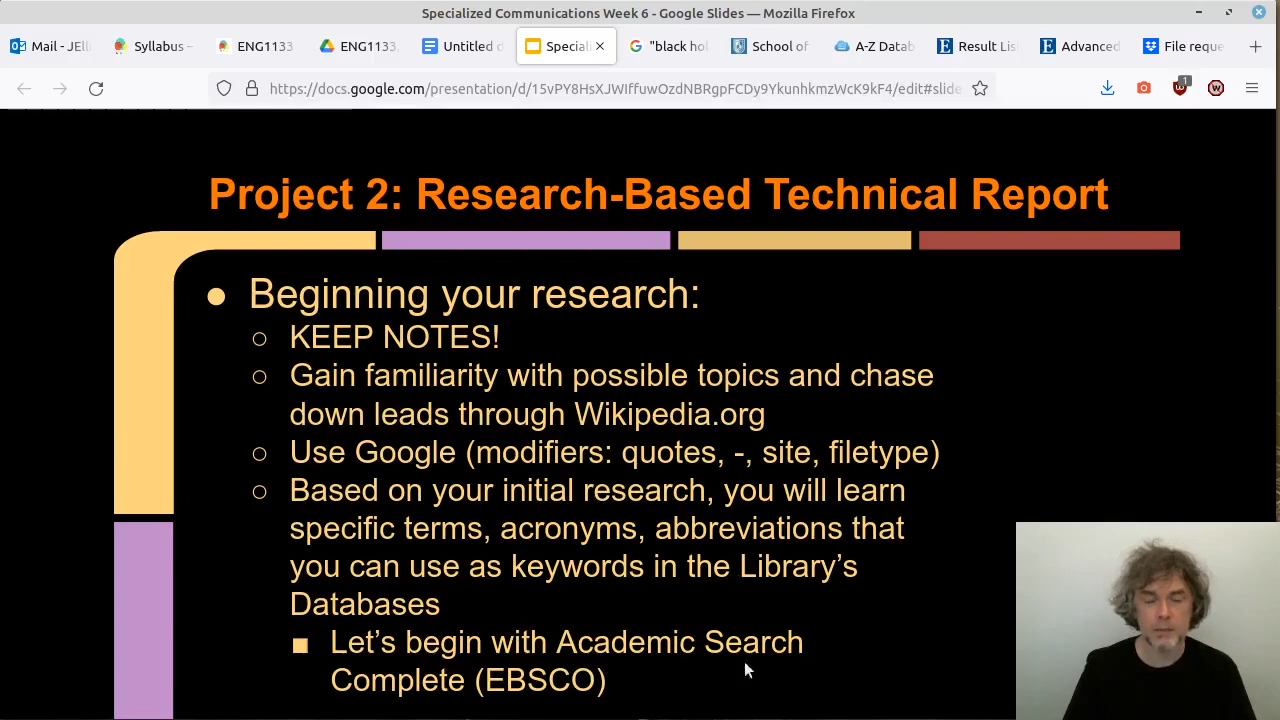 Specialized Communications Week 6 - Google Slides — Mozilla Firefox
Mail - JEll
Syllabus -
ENG1133
ENG1133.
Untitled d
Special
"black hol
School of
A-Z Datab
Result Lis
Advanced
File reque
https://docs.google.com/presentation/d/15vPY8HsXJWIffuwOzdNBRgpFCDy9YkunhkmzWcK9kF4/edit#slide
1
Project 2: Research-Based Technical Report
● Beginning your research:
○ KEEP NOTES!
○ Gain familiarity with possible topics and chase
down leads through Wikipedia.org
○ Use Google (modifiers: quotes, -, site, filetype)
○ Based on your initial research, you will learn
specific terms, acronyms, abbreviations that
you can use as keywords in the Library’s
Databases
■ Let’s begin with Academic Search
Complete (EBSCO)